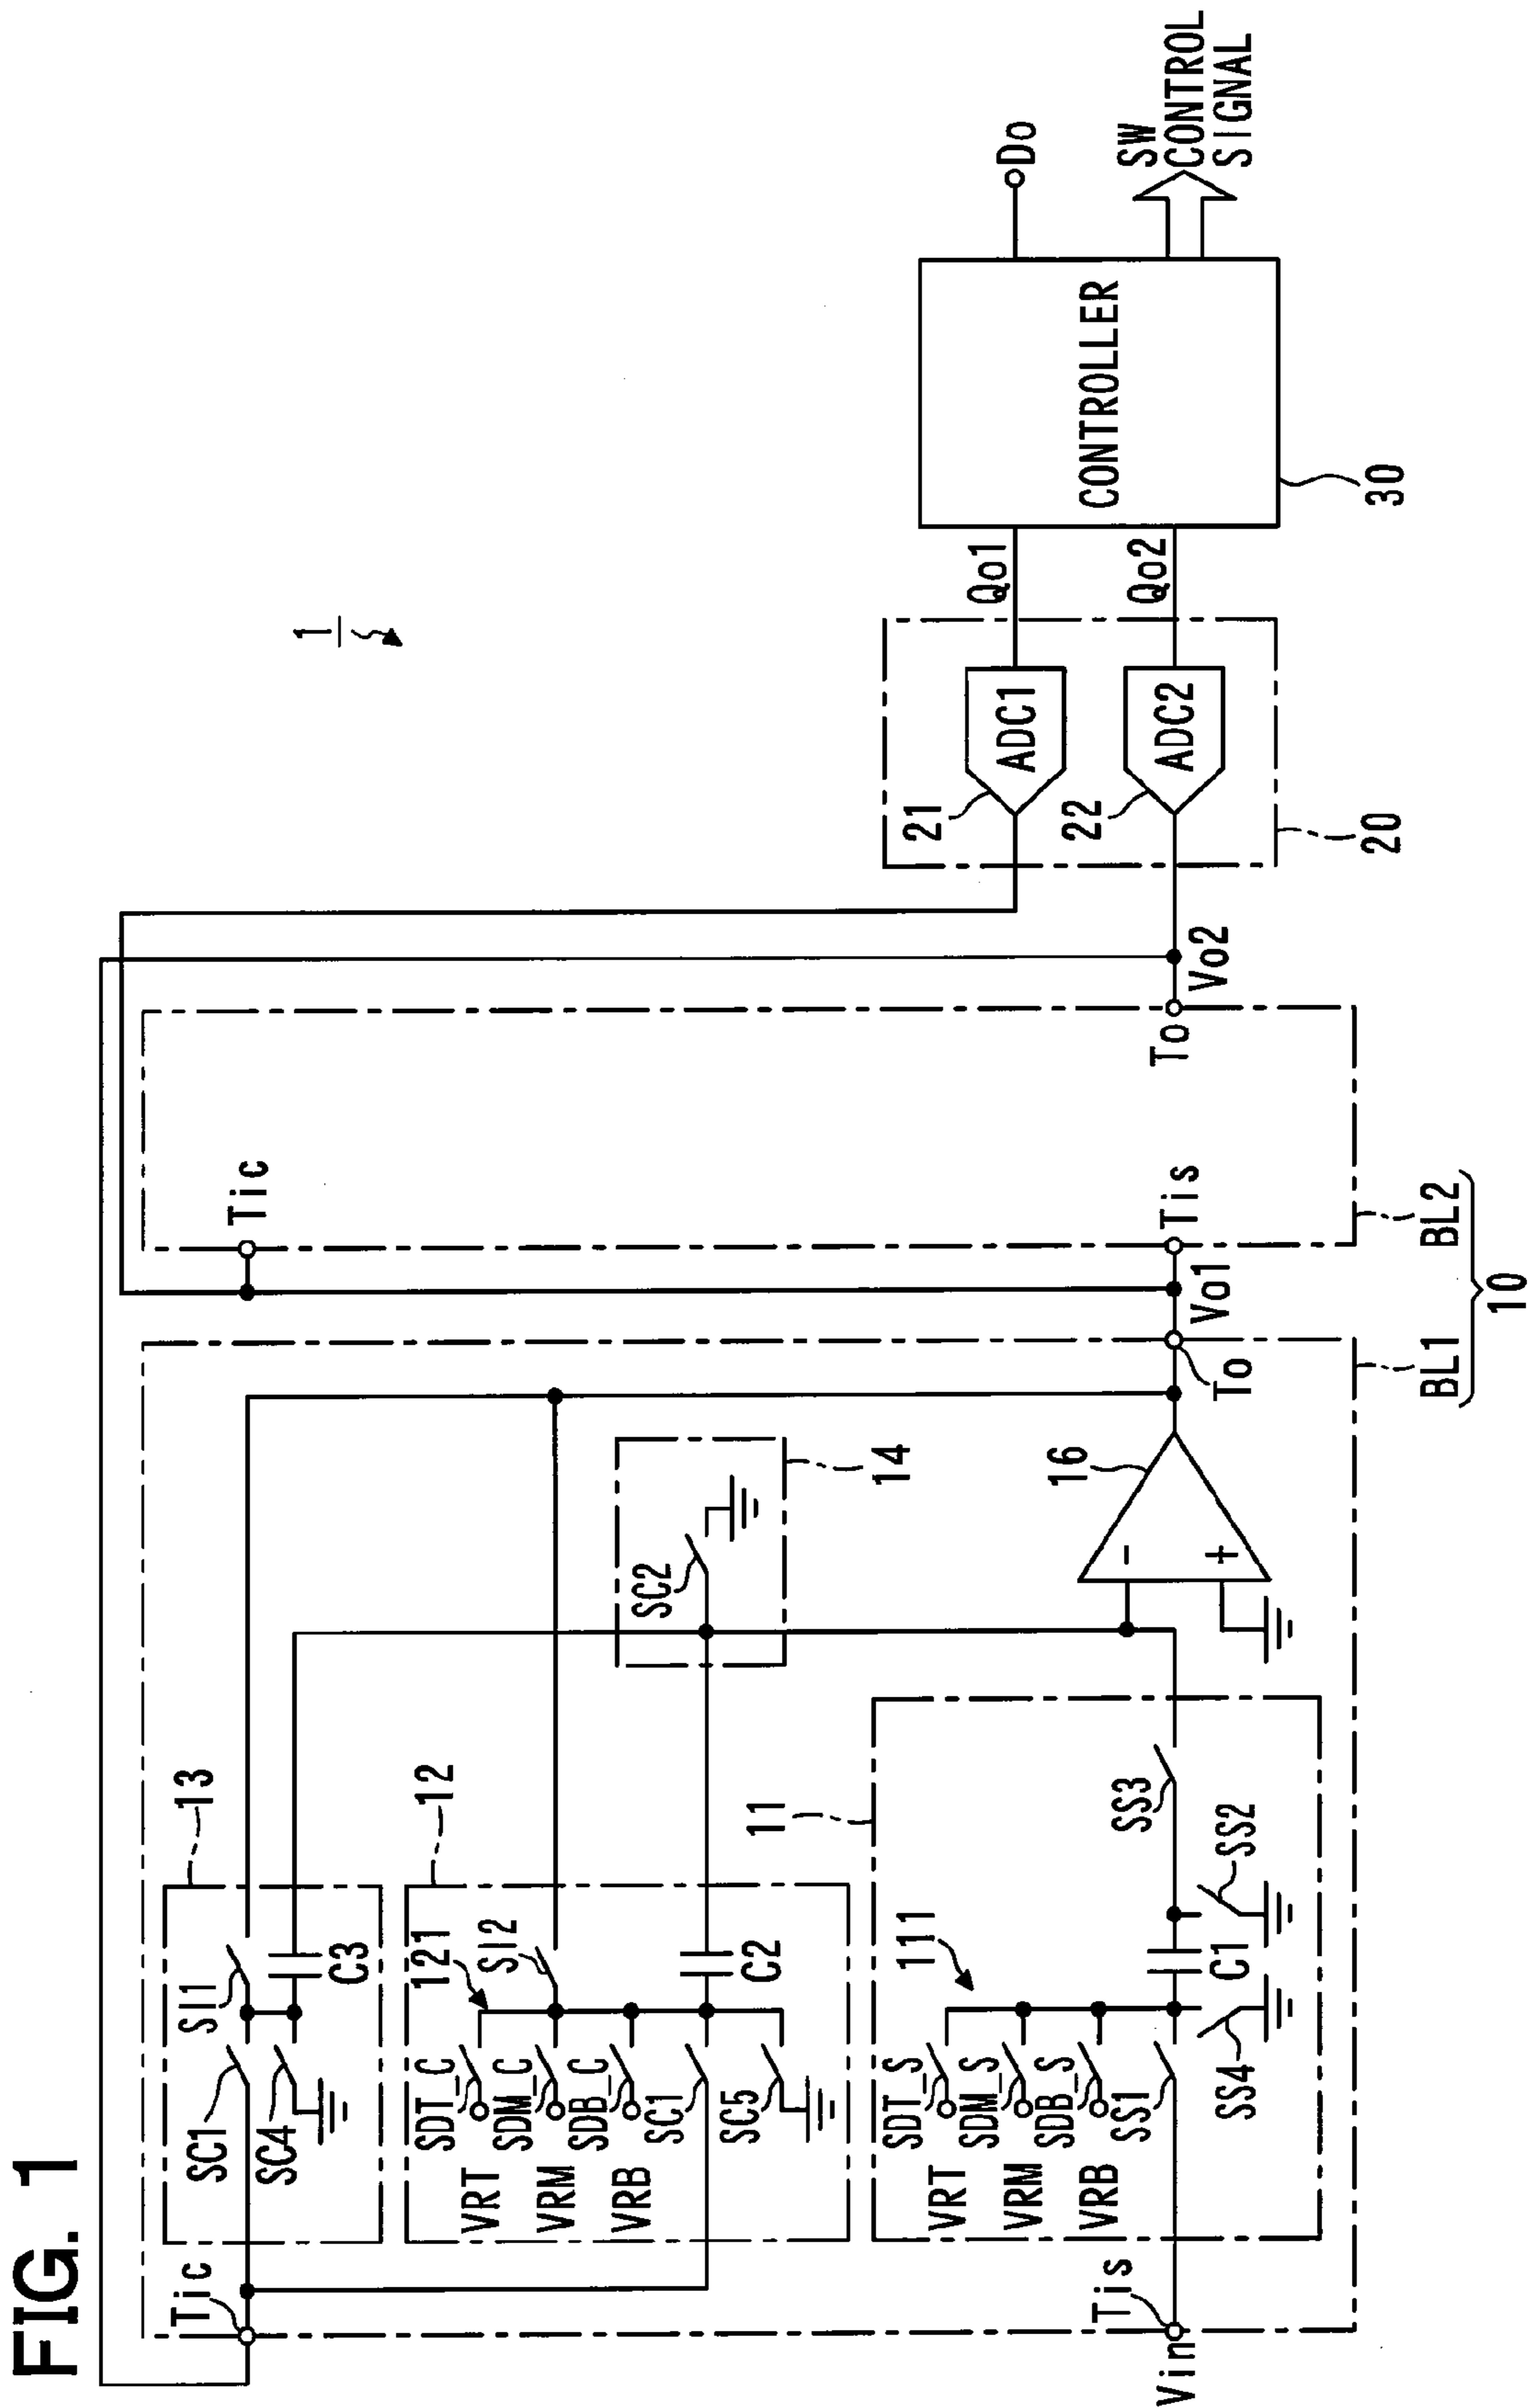 FIG. 1
1
Tic
13
SC1
SI1
SC4
C3
12
121
SDT_C
VRT
SI2
SDM_C
VRM
SDB_C
VRB
SC1
C2
SC5
SC2
14
11
111
SDT_S
VRT
SDM_S
VRM
SDB_S
VRB
SS1
SS4
C1
SS2
SS3
Tis
Vin
16
-
+
To
Vo1
BL1
Tic
Tis
BL2
10
To
Vo2
21
ADC1
22
ADC2
20
Qo1
Qo2
CONTROLLER
30
Do
SW
CONTROL
SIGNAL